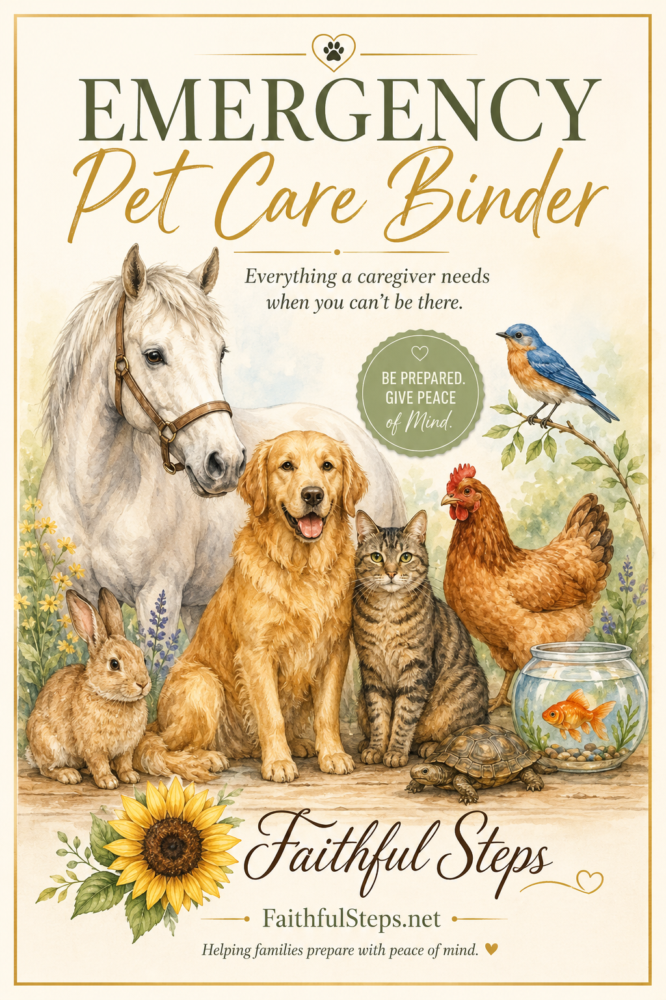 EMERGENCY
Pet Care Binder
Everything a caregiver needs
when you can't be there.
BE PREPARED.
GIVE PEACE
of Mind.
Faithful Steps
FaithfulSteps.net
Helping families prepare with peace of mind.